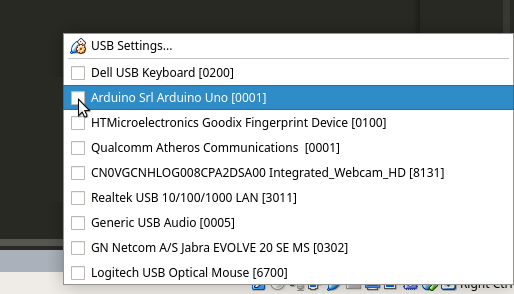 USB Settings...
Dell USB Keyboard [0200]
Arduino Srl Arduino Uno [0001]
HTMicroelectronics Goodix Fingerprint Device [0100]
Qualcomm Atheros Communications  [0001]
CN0VGCNHLOG008CPA2DSA00 Integrated_Webcam_HD [8131]
Realtek USB 10/100/1000 LAN [3011]
Generic USB Audio [0005]
GN Netcom A/S Jabra EVOLVE 20 SE MS [0302]
Logitech USB Optical Mouse [6700]
Right Ctrl